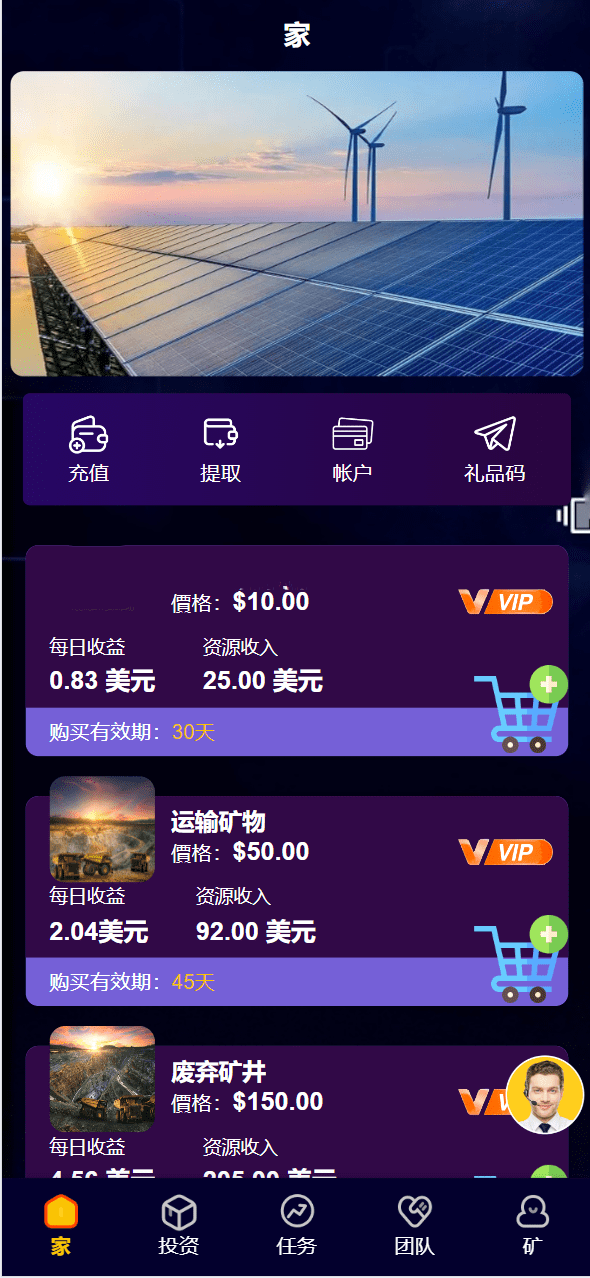 家
充值
提取
帐户
礼品码
價格：$10.00
VIP
每日收益
资源收入
0.83 美元
25.00 美元
购买有效期：30天
运输矿物
價格：$50.00
VIP
每日收益
资源收入
2.04美元
92.00 美元
购买有效期：45天
废弃矿井
價格：$150.00
每日收益
资源收入
家
投资
任务
团队
矿